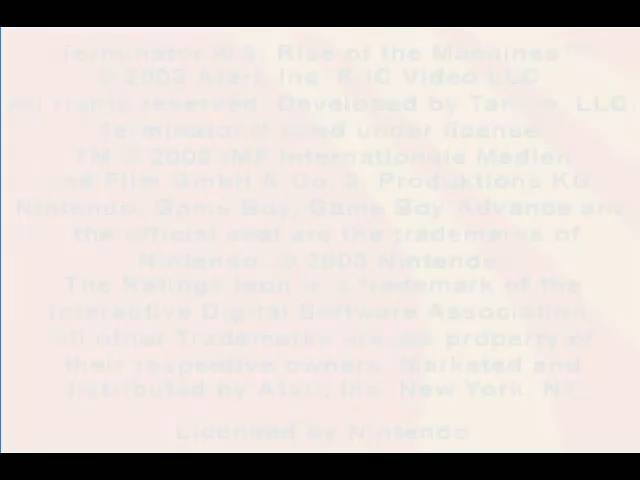 Terminator 3: Rise of the Machines™
© 2003 Atari, Inc. & IC Video LLC
All rights reserved. Developed by LLC
Terminator 3 used under license.
TM © 2003 IMF Internationale Medien
und Film GmbH & Co. 3. Produktions KG
Nintendo, Game Boy, Game Boy Advance and
the official seal are the trademarks of
Nintendo. © 2003 Nintendo.
The Ratings icon is a trademark of the
Interactive Digital Software Association.
All other Trademarks are the property of
their respective owners. Marketed and
distributed by Atari, Inc. New York, NY.
Licensed by Nintendo